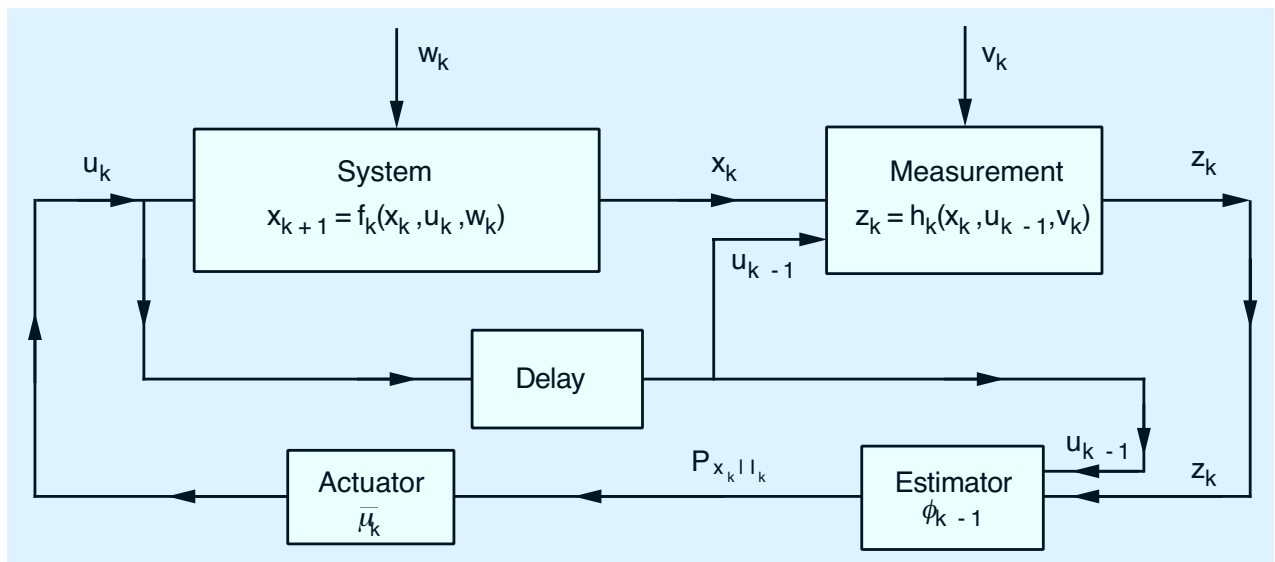 w_k
v_k
u_k
System
x_{k + 1} = f_k(x_k ,u_k ,w_k)
x_k
Measurement
z_k = h_k(x_k ,u_{k - 1},v_k)
z_k
u_{k - 1}
Delay
Actuator
\overline{μ}_k
P_{x_k | I_k}
Estimator
ϕ_{k - 1}
u_{k - 1}
z_k